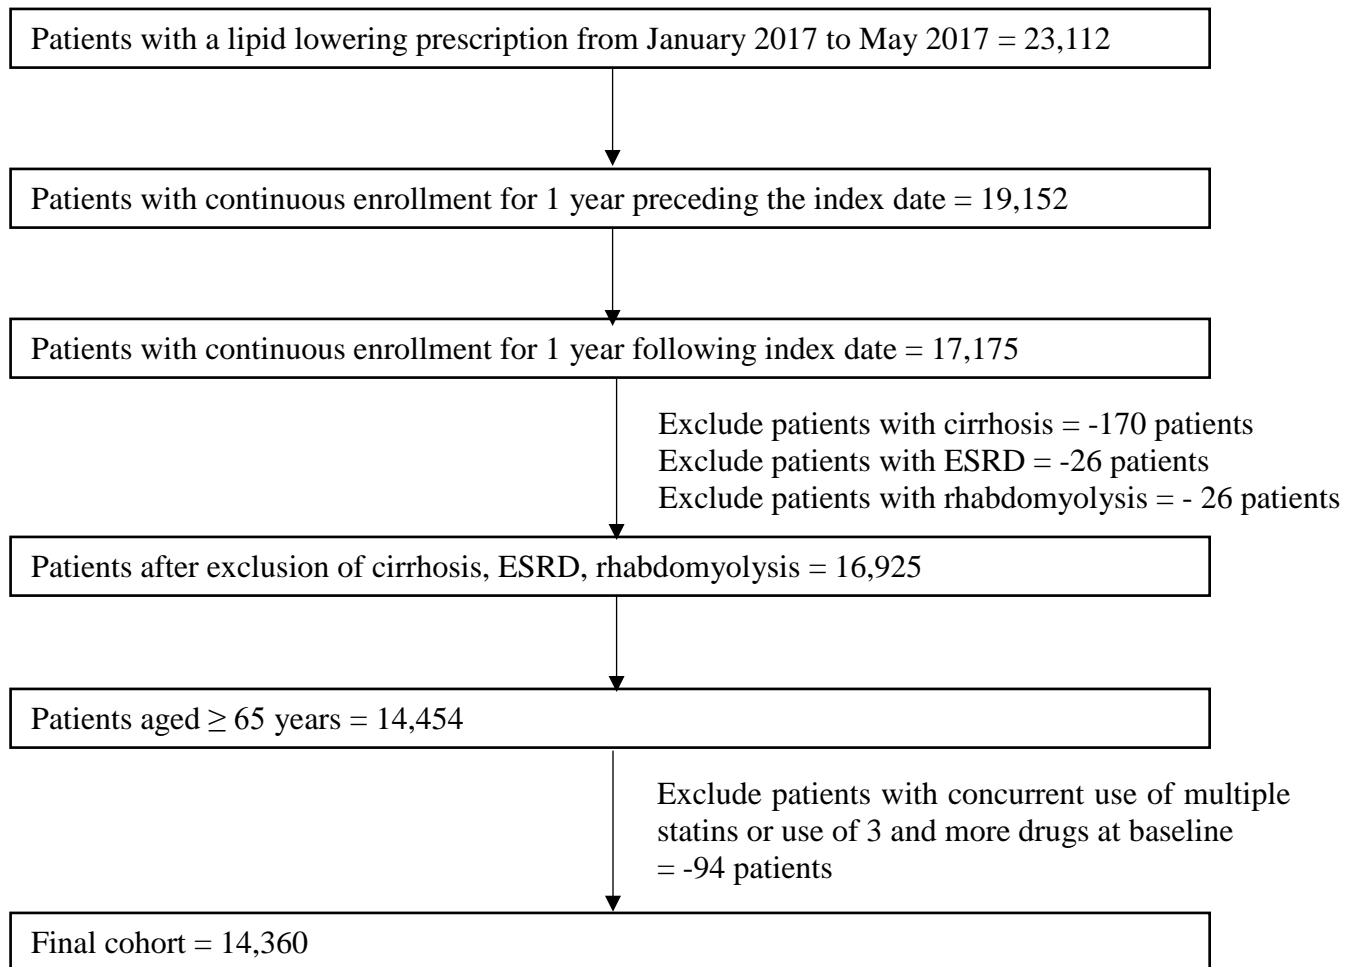 Patients with a lipid lowering prescription from January 2017 to May 2017 = 23,112
Patients with continuous enrollment for 1 year preceding the index date = 19,152
Patients with continuous enrollment for 1 year following index date = 17,175
Exclude patients with cirrhosis = -170 patients
Exclude patients with ESRD = -26 patients
Exclude patients with rhabdomyolysis = - 26 patients
Patients after exclusion of cirrhosis, ESRD, rhabdomyolysis = 16,925
Patients aged ≥ 65 years = 14,454
Exclude patients with concurrent use of multiple
statins or use of 3 and more drugs at baseline
= -94 patients
Final cohort = 14,360